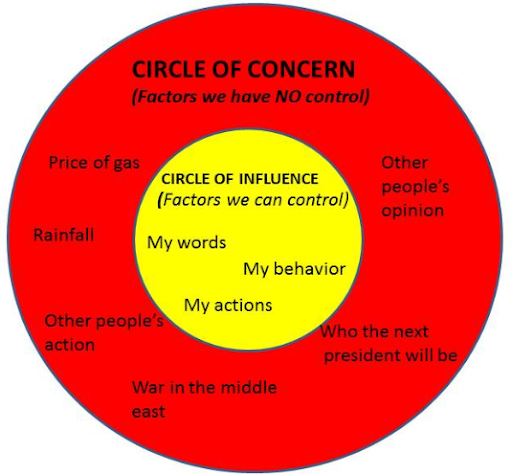 CIRCLE OF CONCERN
(Factors we have NO control)
Price of gas
Other
people's
opinion
CIRCLE OF INFLUENCE
(Factors we can control)
Rainfall
My words
My behavior
My actions
Other people's
action
Who the next
president will be
War in the middle
east